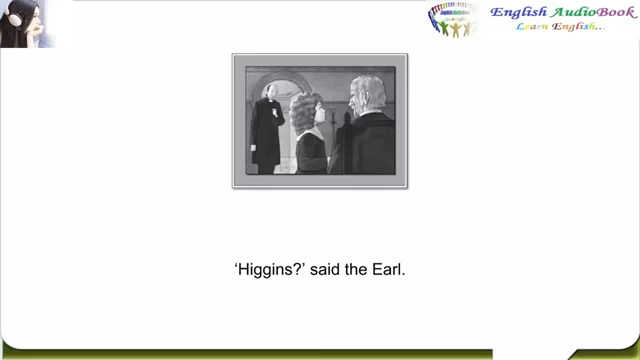 English AudioBook
Learn English...
‘Higgins?’ said the Earl.